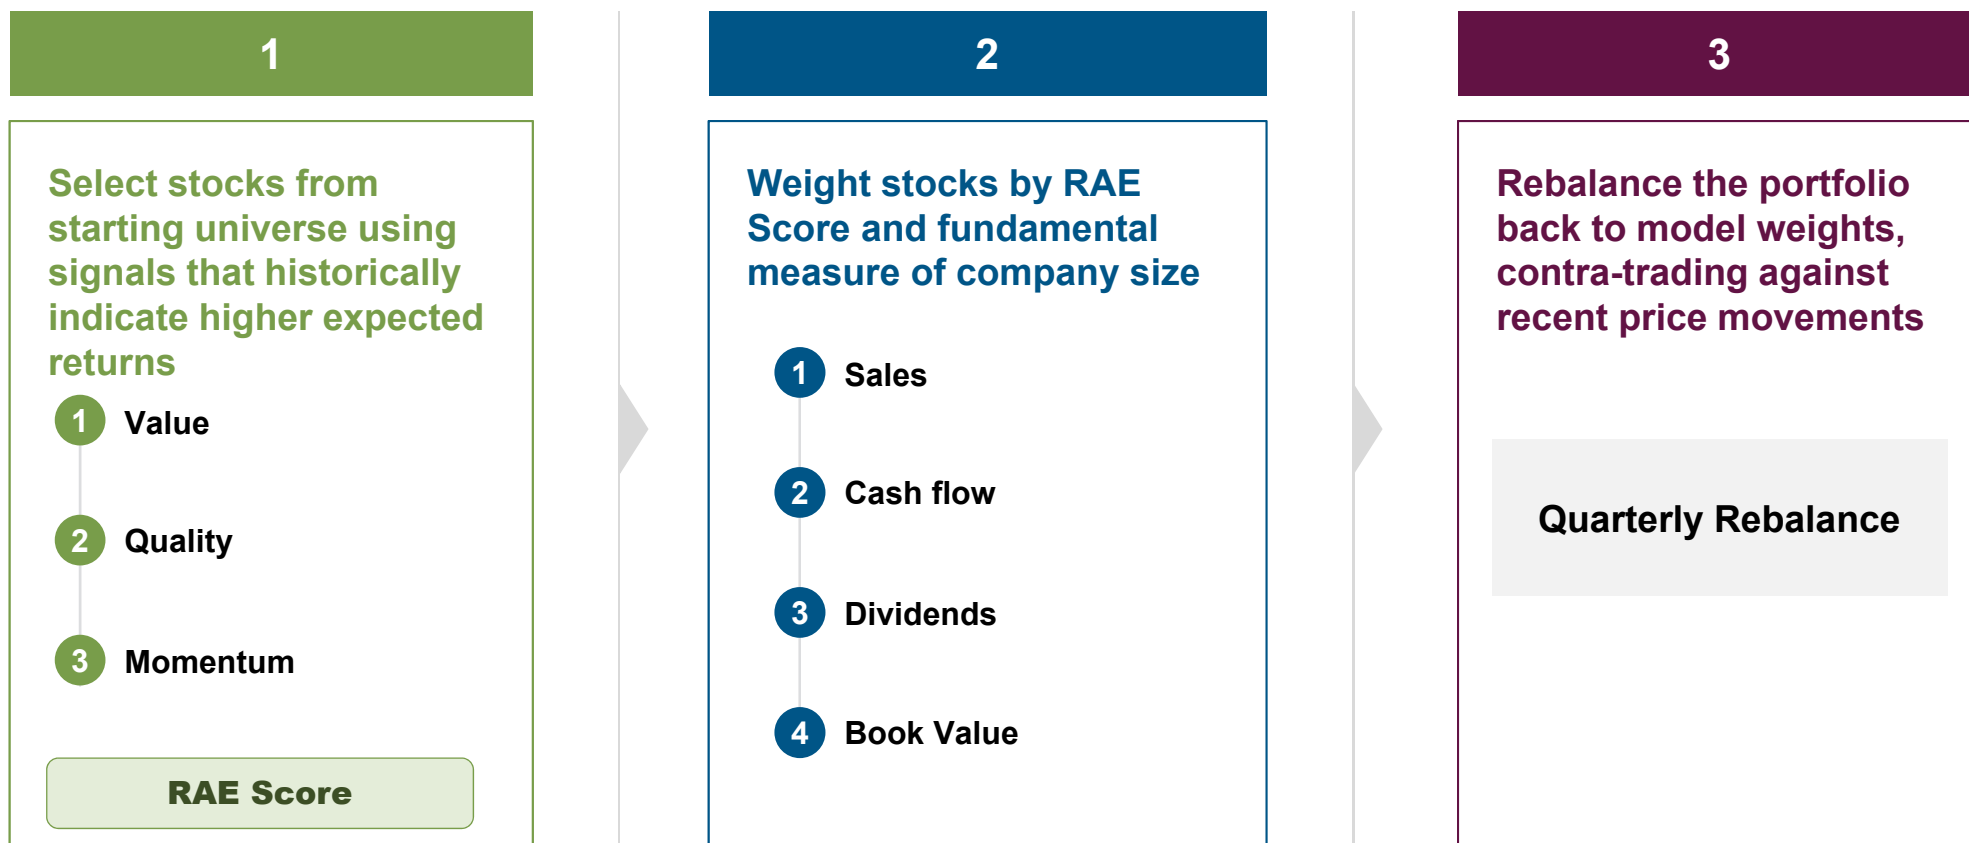 1
Select stocks from
starting universe using
signals that historically
indicate higher expected
returns
1 Value
2 Quality
3 Momentum
RAE Score
2
Weight stocks by RAE
Score and fundamental
measure of company size
1 Sales
2 Cash flow
3 Dividends
4 Book Value
3
Rebalance the portfolio
back to model weights,
contra-trading against
recent price movements
Quarterly Rebalance